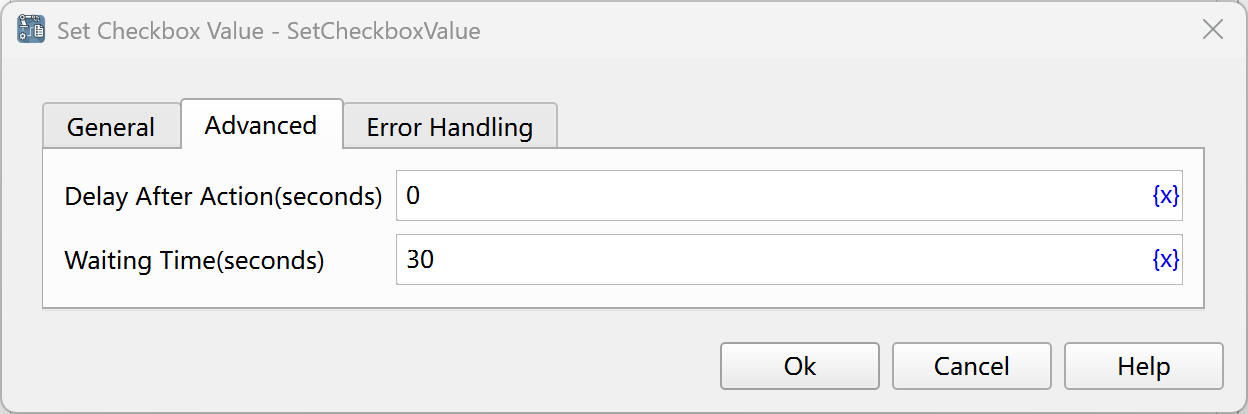 Set Checkbox Value - SetCheckboxValue
General Advanced Error Handling
Delay After Action(seconds) 0 {x}
Waiting Time(seconds) 30 {x}
Ok Cancel Help